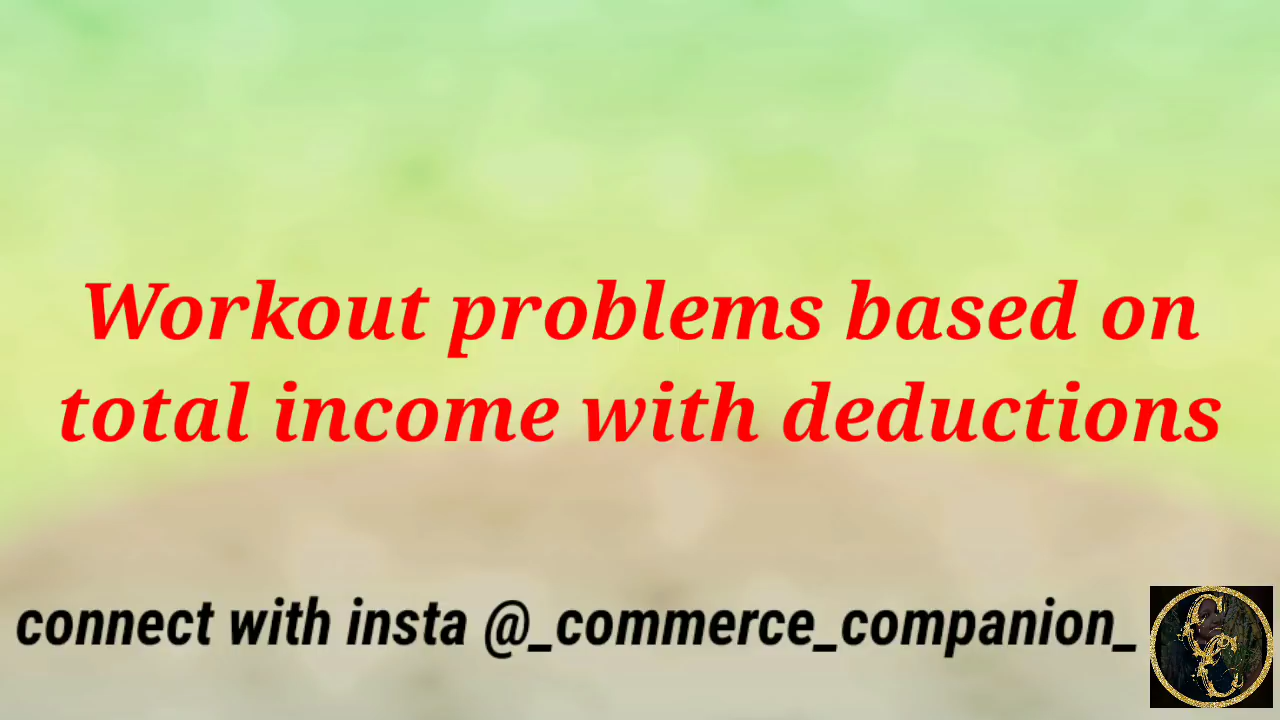 Workout problems based on
total income with deductions
connect with insta @_commerce_companion_